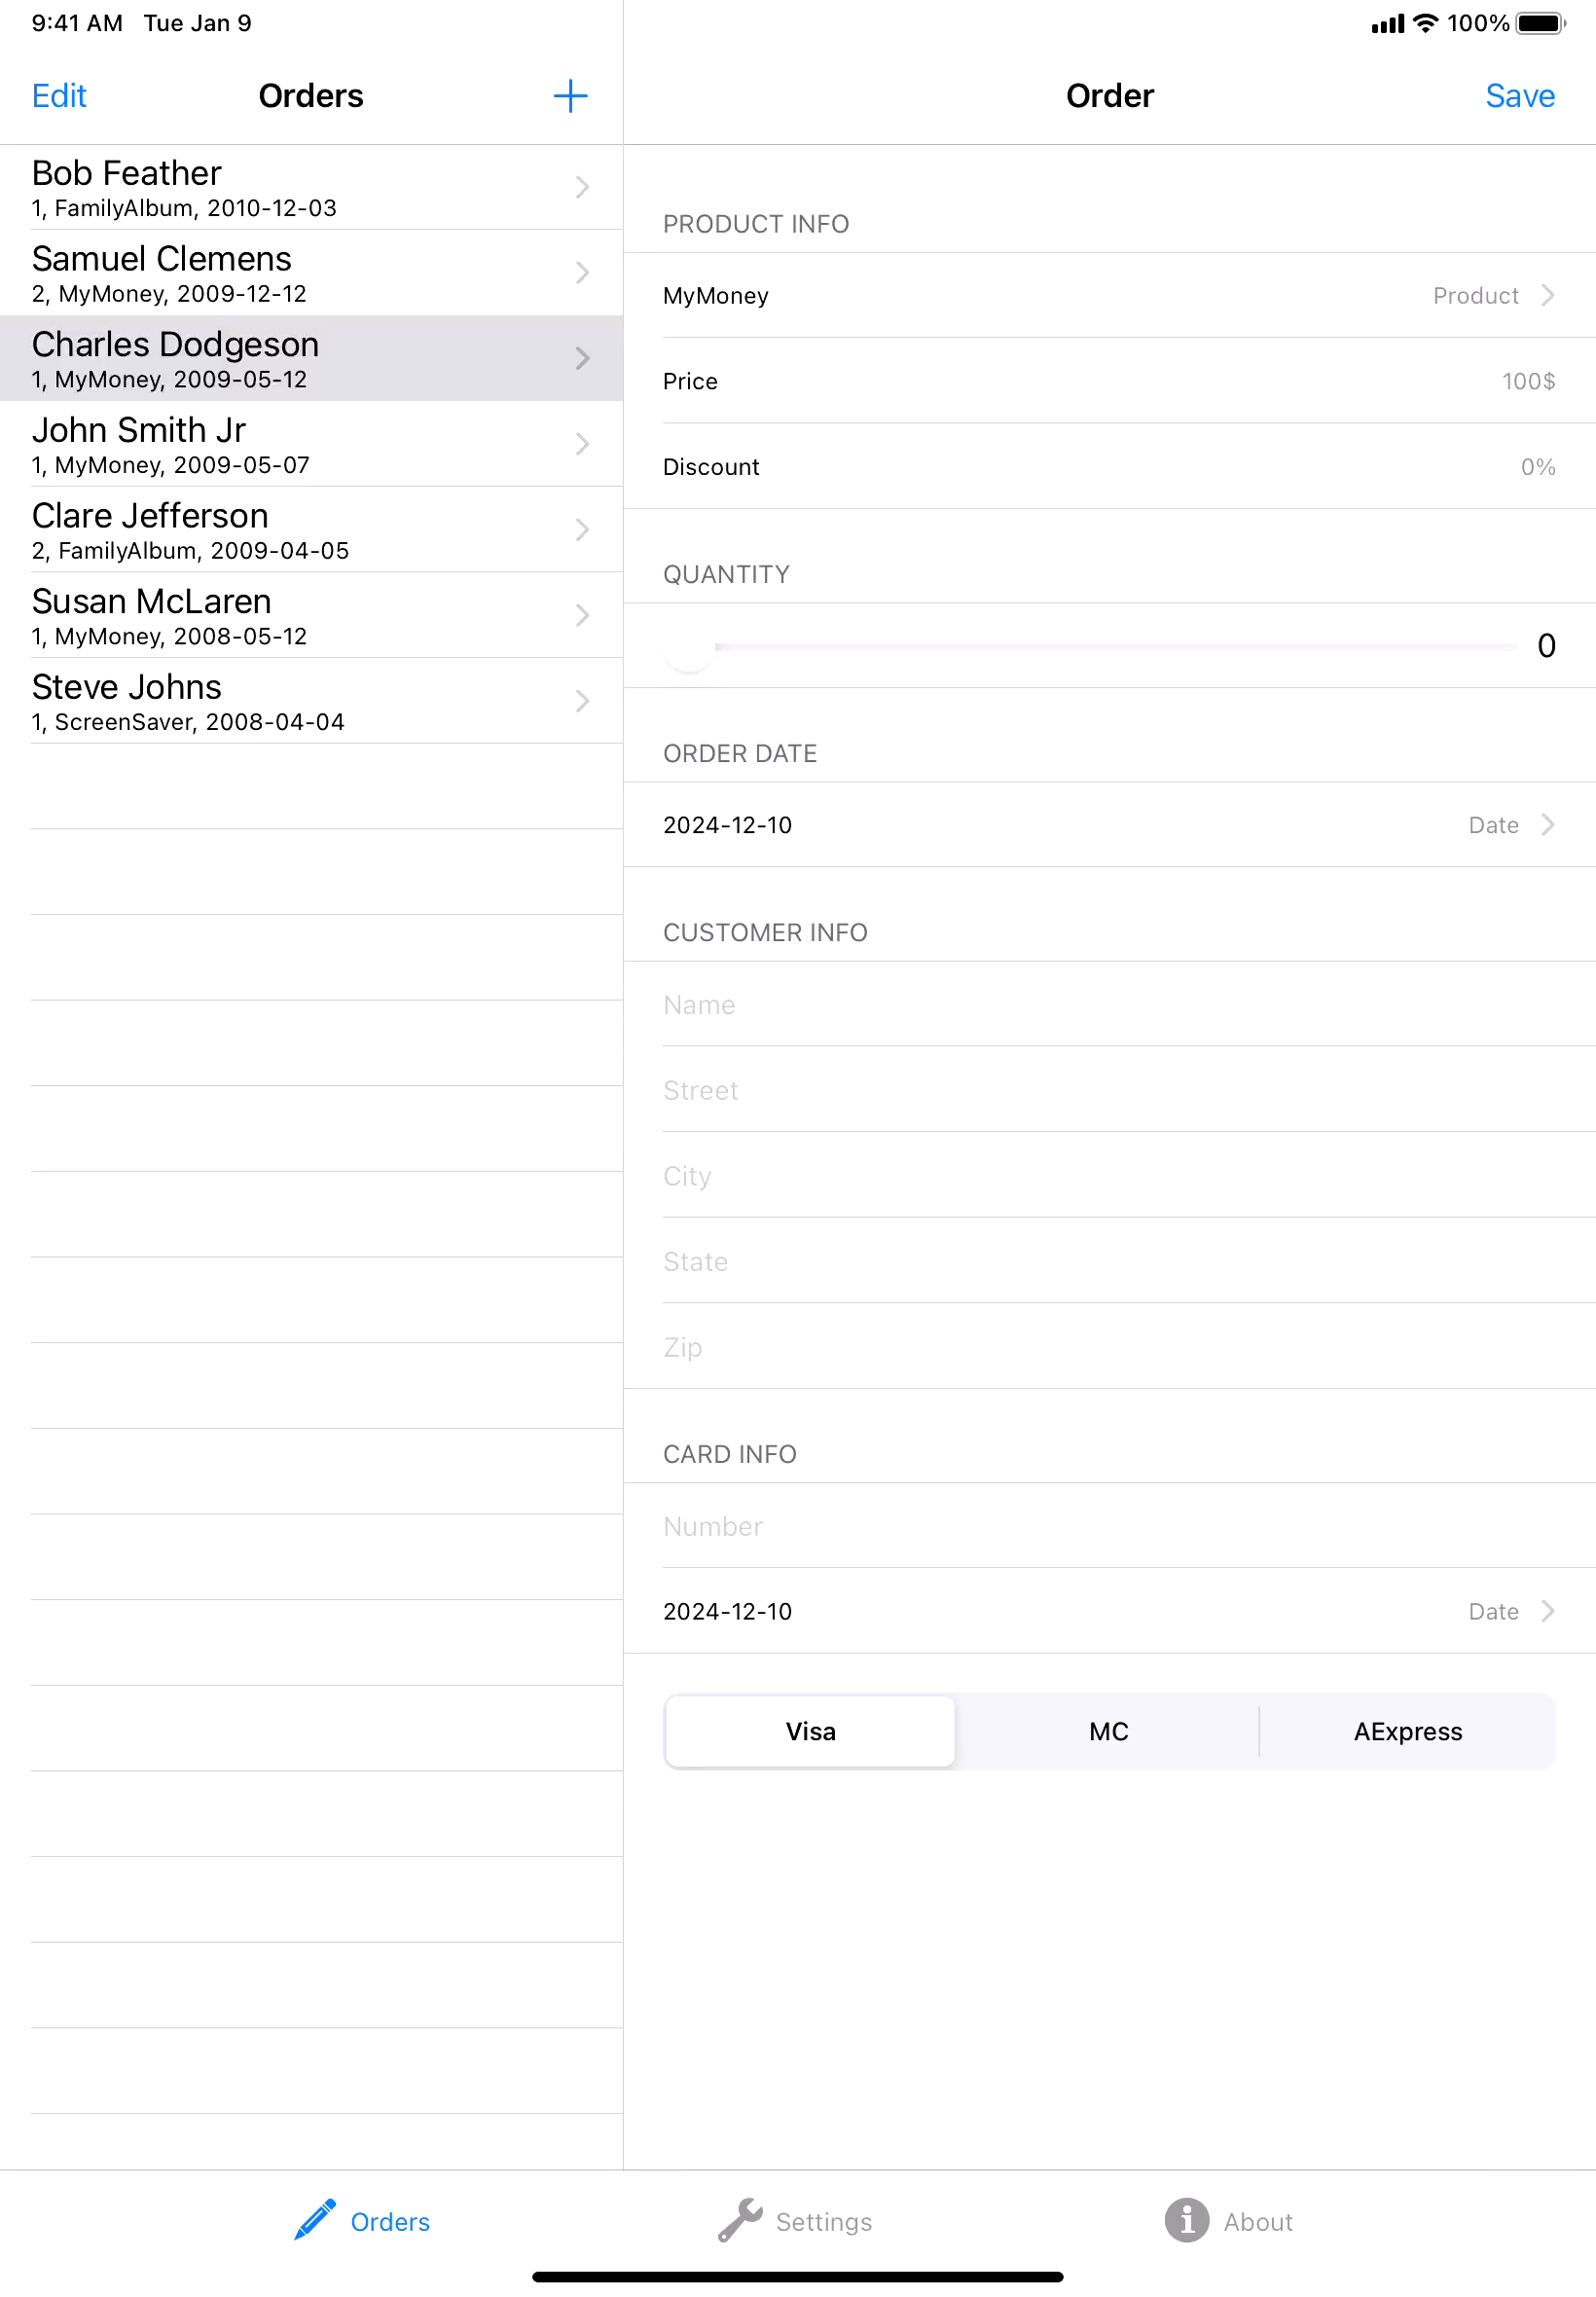 9:41 AM Tue Jan 9
100%
Edit
Orders
Order
Save
Bob Feather
1, FamilyAlbum, 2010-12-03
Samuel Clemens
2, MyMoney, 2009-12-12
Charles Dodgeson
1, MyMoney, 2009-05-12
John Smith Jr
1, MyMoney, 2009-05-07
Clare Jefferson
2, FamilyAlbum, 2009-04-05
Susan McLaren
1, MyMoney, 2008-05-12
Steve Johns
1, ScreenSaver, 2008-04-04
PRODUCT INFO
MyMoney Product
Price 100$
Discount 0%
QUANTITY
0
ORDER DATE
2024-12-10 Date
CUSTOMER INFO
Name
Street
City
State
Zip
CARD INFO
Number
2024-12-10 Date
Visa MC AExpress
Orders Settings About